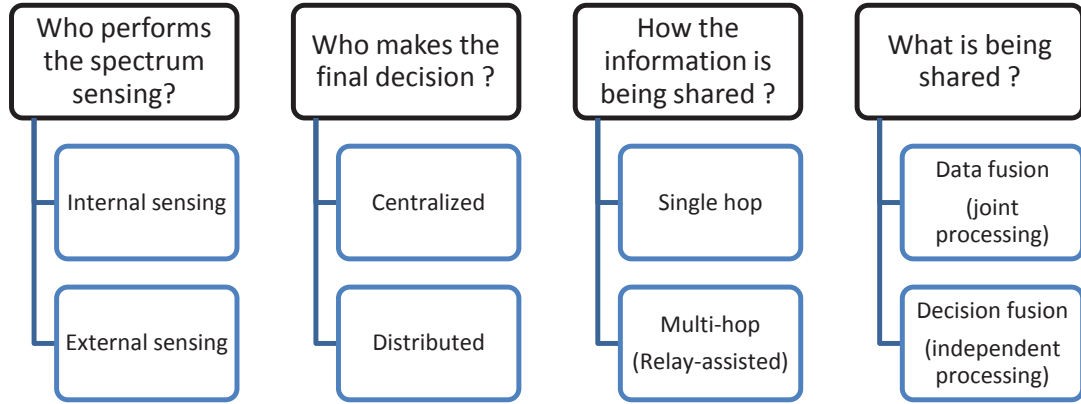 Who performs
the spectrum
sensing?
Internal sensing
External sensing
Who makes the
final decision ?
Centralized
Distributed
How the
information is
being shared ?
Single hop
Multi-hop
(Relay-assisted)
What is being
shared ?
Data fusion
(joint
processing)
Decision fusion
(independent
processing)